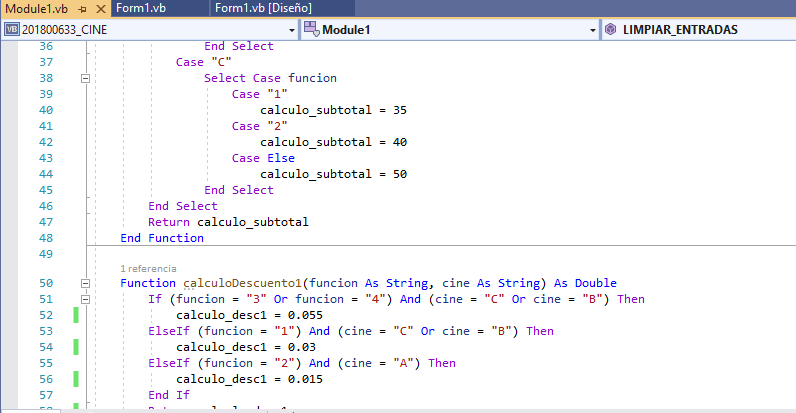 Module1.vb Form1.vb Form1.vb [Diseño]
VB 201800633_CINE Module1 LIMPIAR_ENTRADAS
36 End Select
37 Case "C"
38 Select Case funcion
39 Case "1"
40 calculo_subtotal = 35
41 Case "2"
42 calculo_subtotal = 40
43 Case Else
44 calculo_subtotal = 50
45 End Select
46 End Select
47 Return calculo_subtotal
48 End Function
49
1 referencia
50 Function calculoDescuento1(funcion As String, cine As String) As Double
51 If (funcion = "3" Or funcion = "4") And (cine = "C" Or cine = "B") Then
52 calculo_desc1 = 0.055
53 ElseIf (funcion = "1") And (cine = "C" Or cine = "B") Then
54 calculo_desc1 = 0.03
55 ElseIf (funcion = "2") And (cine = "A") Then
56 calculo_desc1 = 0.015
57 End If